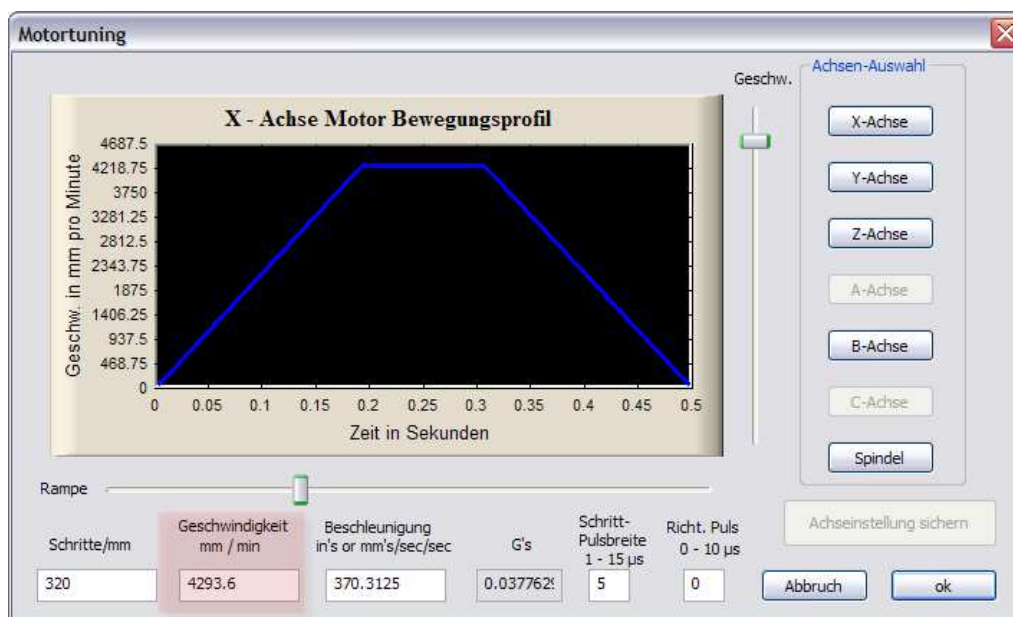 Motortuning
X - Achse Motor Bewegungsprofil
Geschw. in mm pro Minute
4687.5
4218.75
3750
3281.25
2812.5
2343.75
1875
1406.25
937.5
468.75
0
0 0.05 0.1 0.15 0.2 0.25 0.3 0.35 0.4 0.45 0.5
Zeit in Sekunden
Geschw.
Achsen-Auswahl
X-Achse
Y-Achse
Z-Achse
A-Achse
B-Achse
C-Achse
Spindel
Rampe
Schritte/mm
320
Geschwindigkeit
mm / min
4293.6
Beschleunigung
in's or mm's/sec/sec
370.3125
G's
0.0377629
Schritt-
Pulsbreite
1 - 15 µs
5
Richt. Puls
0 - 10 µs
0
Achseinstellung sichern
Abbruch
ok